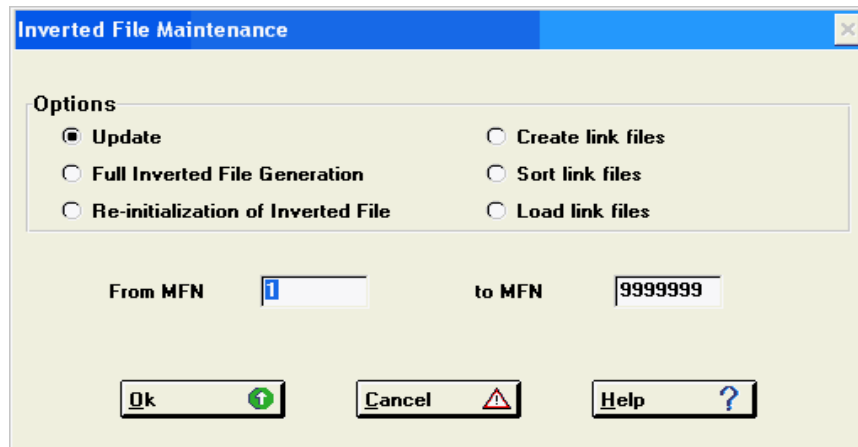 Inverted File Maintenance
Options
Update
Create link files
Full Inverted File Generation
Sort link files
Re-initialization of Inverted File
Load link files
From MFN 1 to MFN 9999999
Ok Cancel Help ?